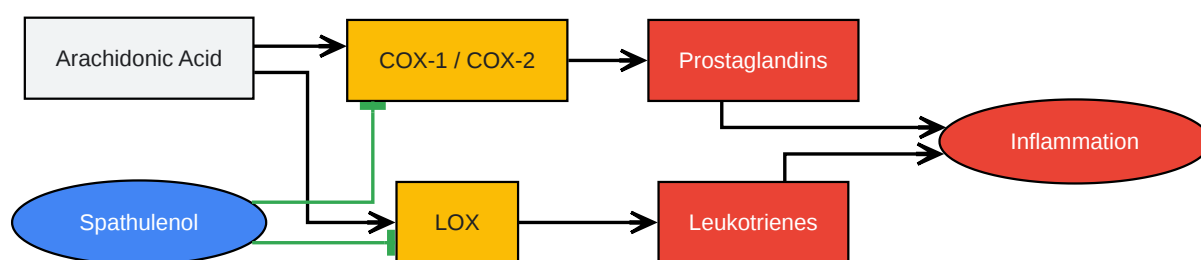 Arachidonic Acid
COX-1 / COX-2
Prostaglandins
Inflammation
Spathulenol
LOX
Leukotrienes